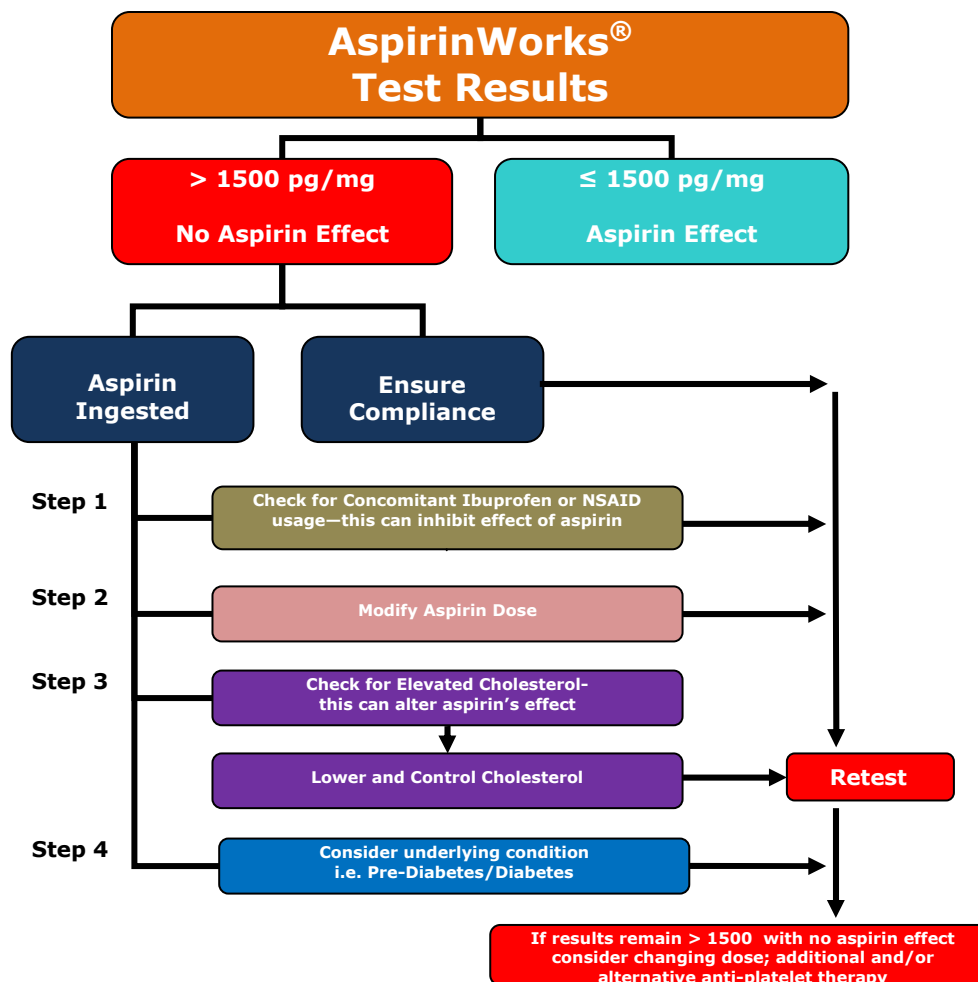 AspirinWorks®
Test Results
> 1500 pg/mg
No Aspirin Effect
≤ 1500 pg/mg
Aspirin Effect
Aspirin
Ingested
Ensure
Compliance
Step 1
Check for Concomitant Ibuprofen or NSAID
usage—this can inhibit effect of aspirin
Step 2
Modify Aspirin Dose
Step 3
Check for Elevated Cholesterol–
this can alter aspirin’s effect
Lower and Control Cholesterol
Retest
Step 4
Consider underlying condition
i.e. Pre-Diabetes/Diabetes
If results remain > 1500 with no aspirin effect
consider changing dose; additional and/or
alternative anti-platelet therapy